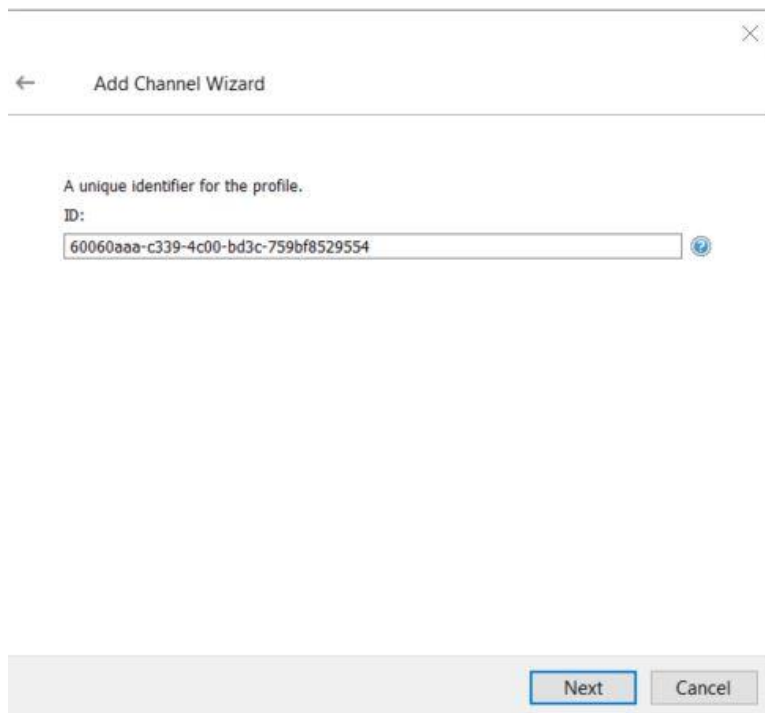 Add Channel Wizard
A unique identifier for the profile.
ID:
60060aaa-c339-4c00-bd3c-759bf8529554
Next Cancel